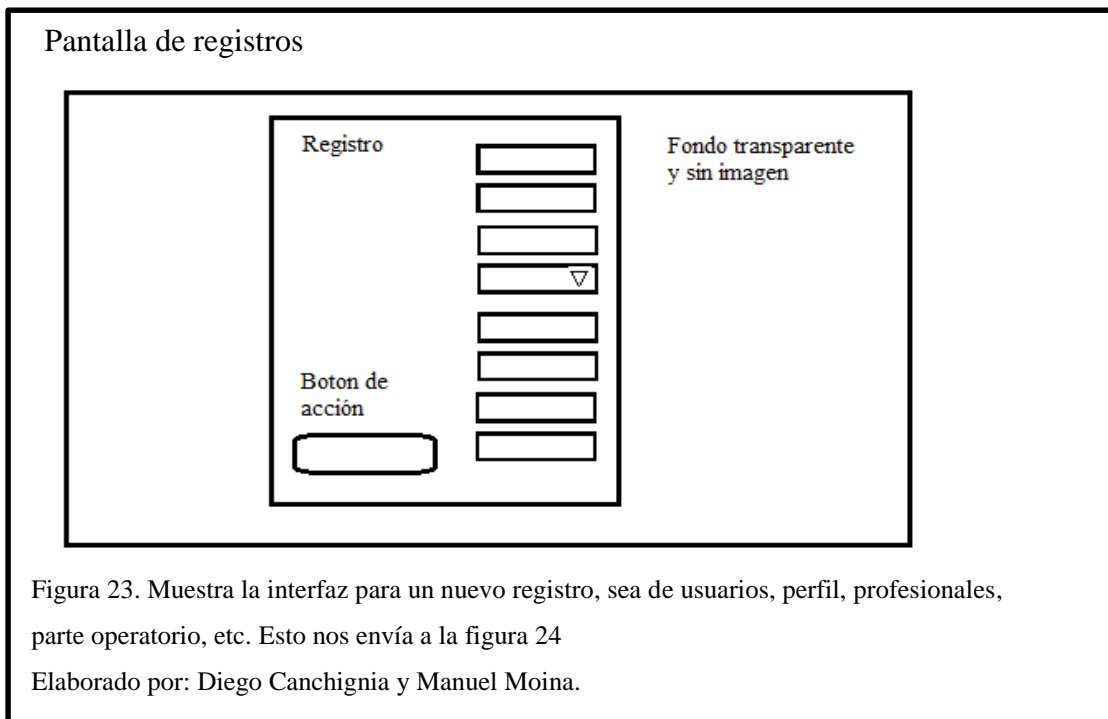 Pantalla de registros
Registro
Fondo transparente
y sin imagen
Boton de
acción
Figura 23. Muestra la interfaz para un nuevo registro, sea de usuarios, perfil, profesionales,
parte operatorio, etc. Esto nos envía a la figura 24
Elaborado por: Diego Canchignia y Manuel Moina.